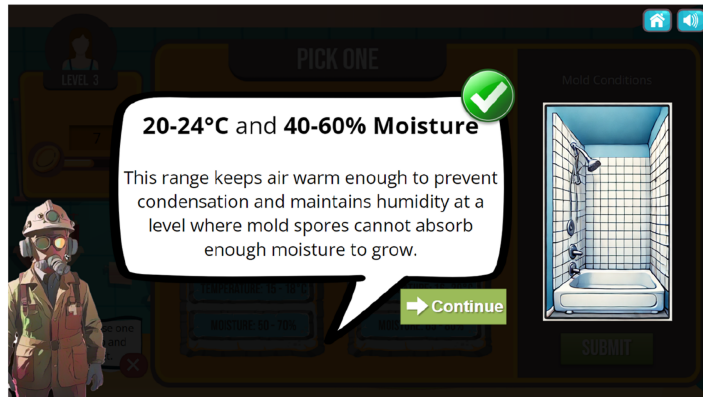 PICK ONE
LEVEL 3
Mold Conditions
20-24°C and 40-60% Moisture
This range keeps air warm enough to prevent
condensation and maintains humidity at a
level where mold spores cannot absorb
enough moisture to grow.
Continue
MOISTURE: 60 - 70%
SUBMIT